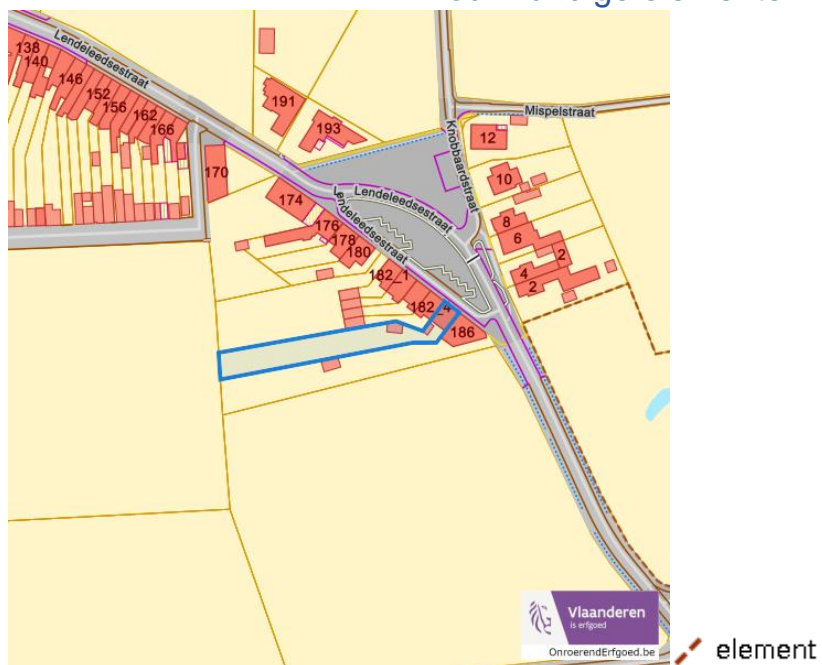 Lendeleedsestraat
138
140
146
152
156
162
166
170
191
193
Mispelstraat
12
Knobbaardstraat
10
174
Lendeleedsestraat
Lendeleedsestraat
176
178
180
8
6
2
4
2
182_1
182_4
186
Vlaanderen
is erfgoed
OnroerendErfgoed.be
element